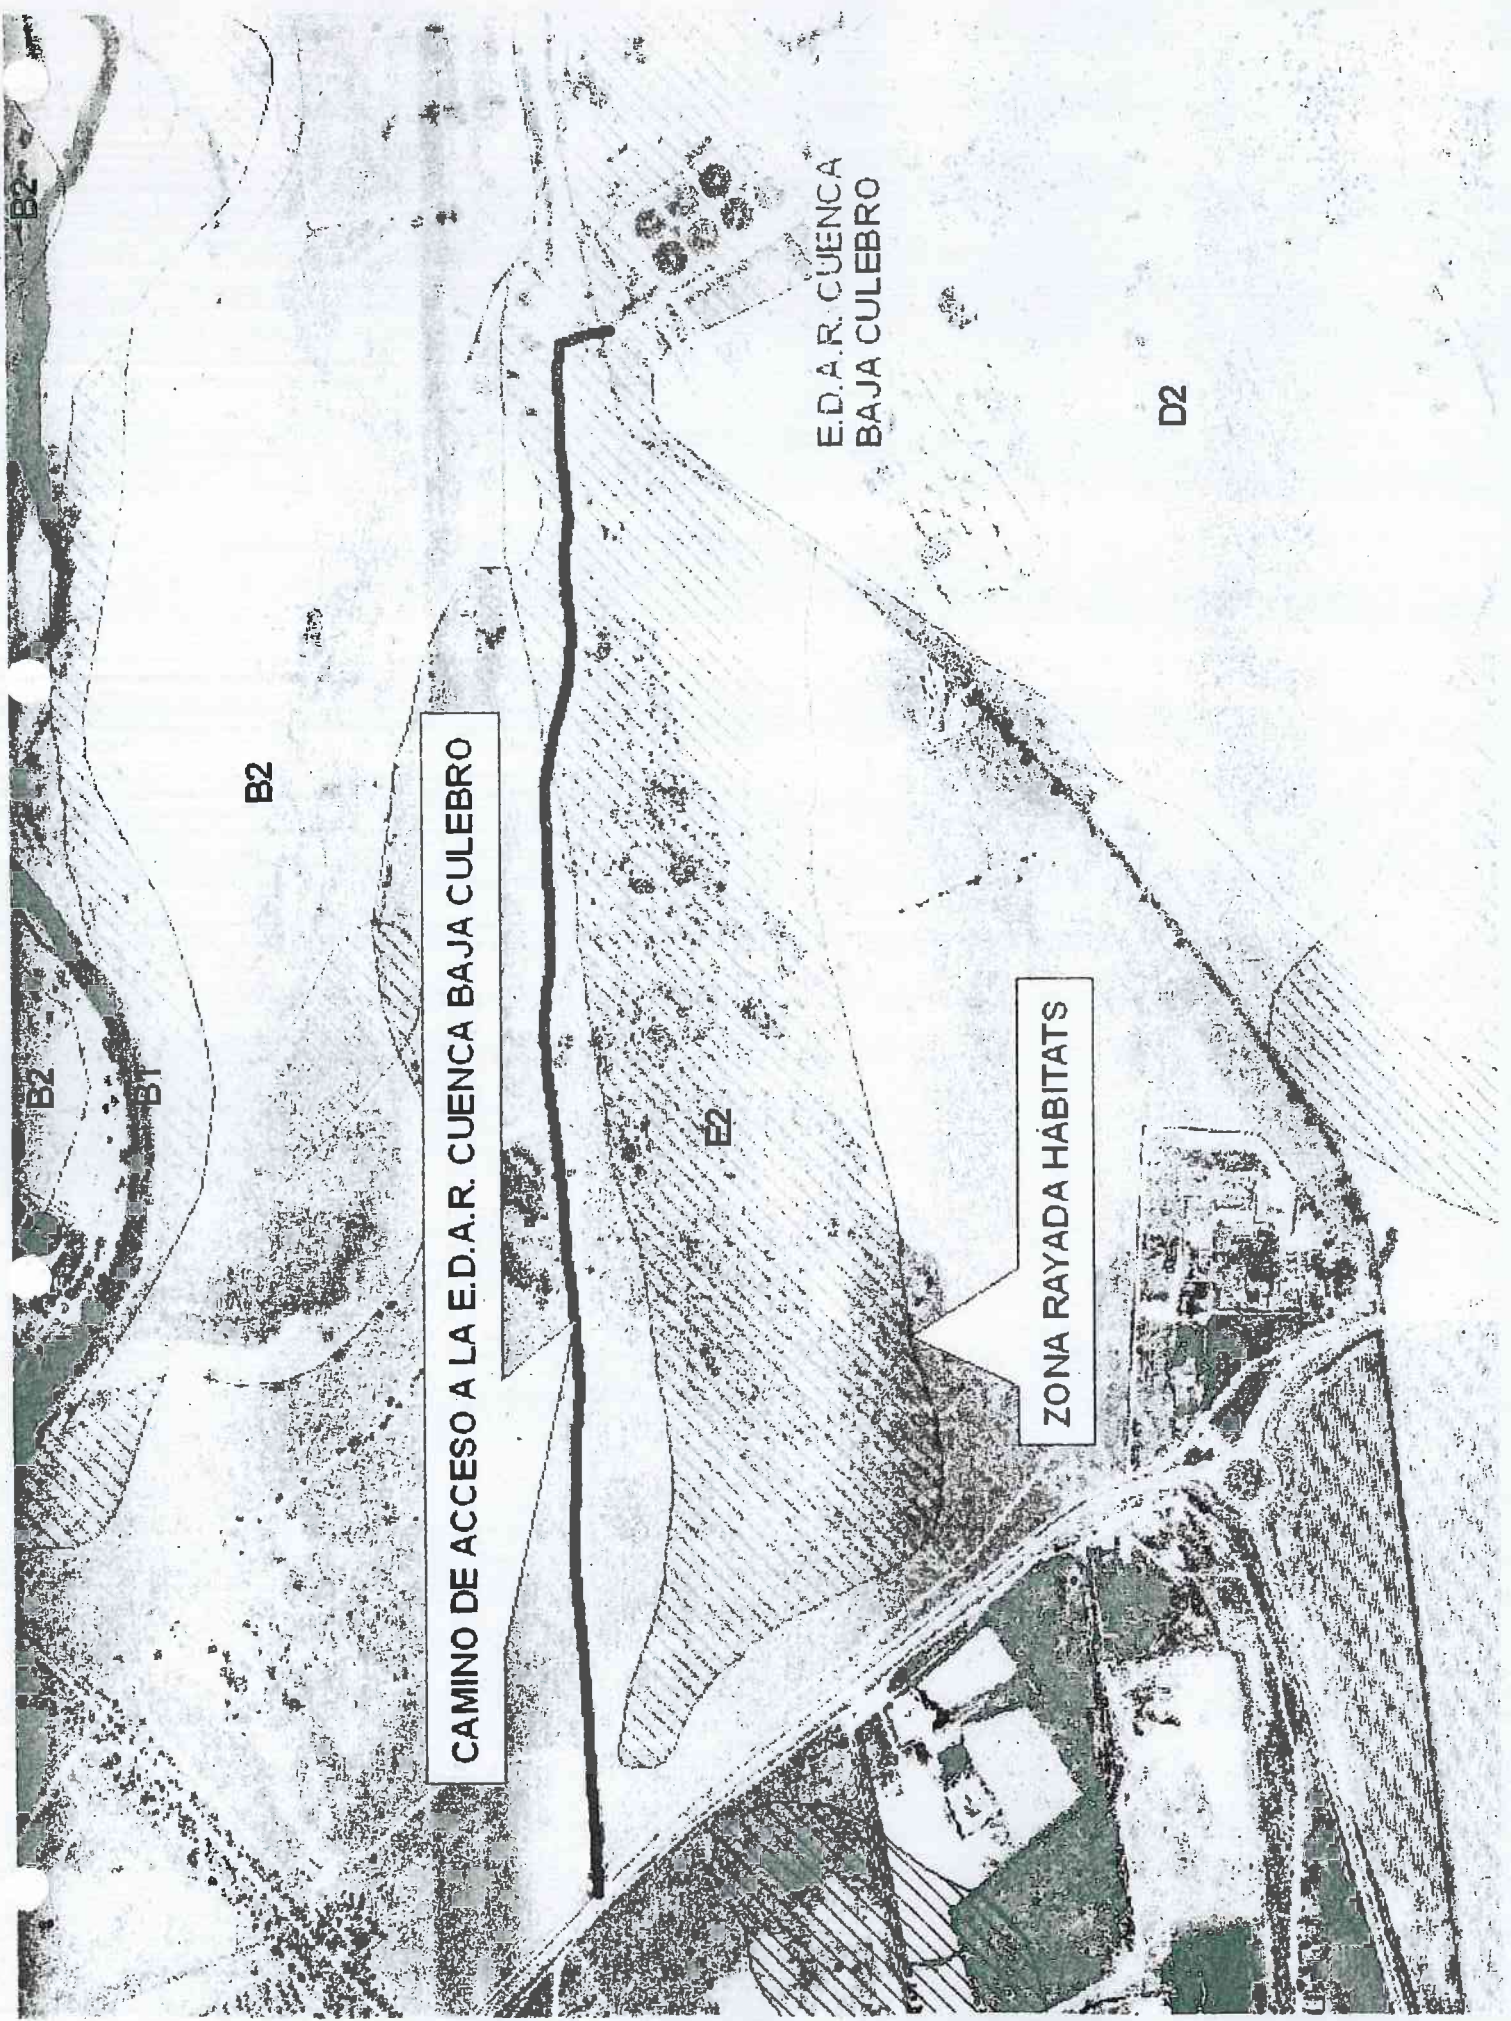 B2
B2
B1
B2
CAMINO DE ACCESO A LA E.D.A.R. CUENCA BAJA CULEBRO
E2
E.D.A.R. CUENCA
BAJA CULEBRO
ZONA RAYADA HÁBITATS
D2